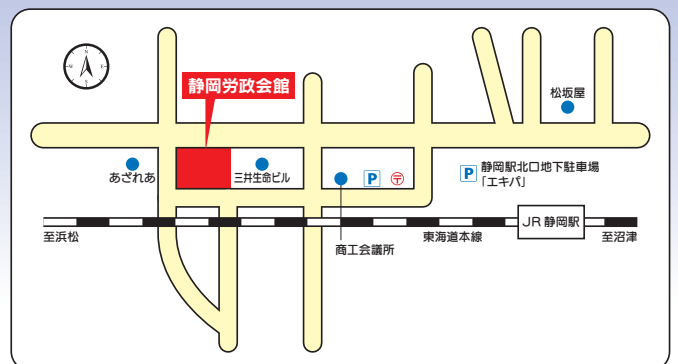 N
W
E
S
静岡労政会館
松坂屋
あざれあ
三井生命ビル
P
〒
P
静岡駅北口地下駐車場
「エキパ」
至浜松
商工会議所
東海道本線
JR 静岡駅
至沼津